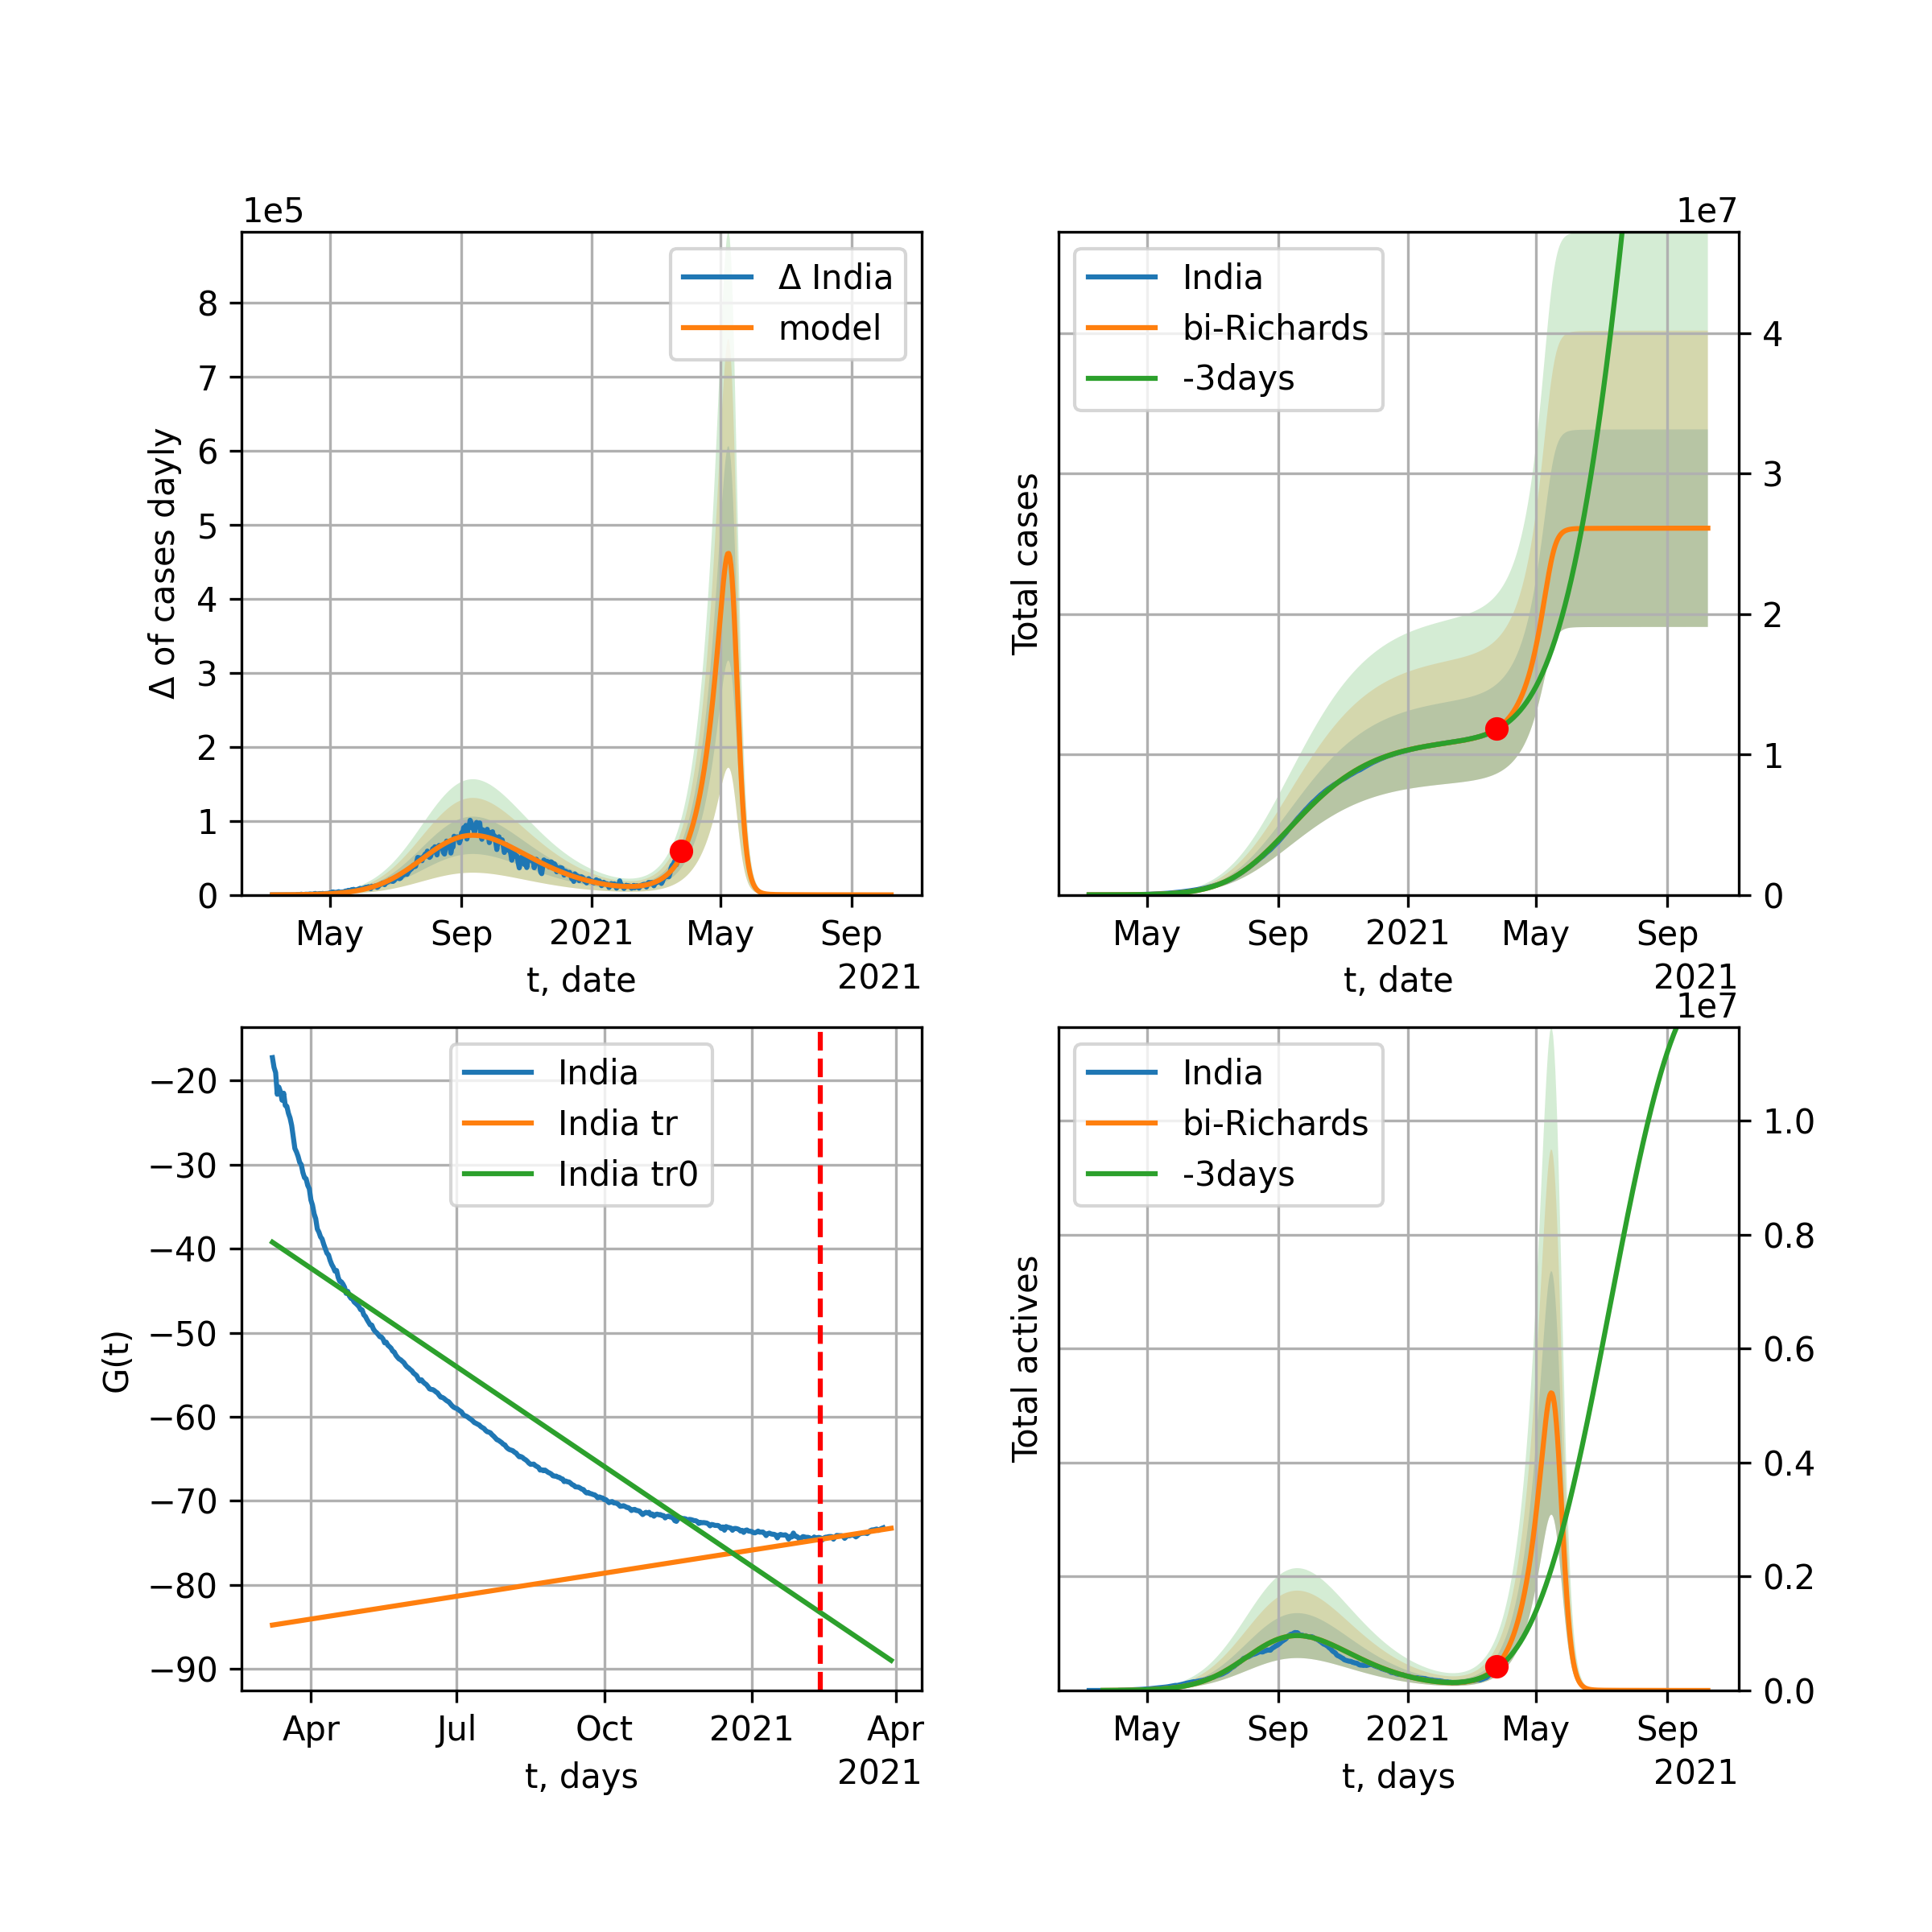 1e5
Δ India
model
8
7
6
5
4
3
2
1
0
Δ of cases dayly
May
Sep
2021
May
Sep
t, date
2021
1e7
India
bi-Richards
-3days
4
3
2
1
0
Total cases
May
Sep
2021
May
Sep
t, date
2021
India
India tr
India tr0
−20
−30
−40
−50
−60
−70
−80
−90
G(t)
Apr
Jul
Oct
2021
Apr
t, days
2021
1e7
India
bi-Richards
-3days
1.0
0.8
0.6
0.4
0.2
0.0
Total actives
May
Sep
2021
May
Sep
t, days
2021